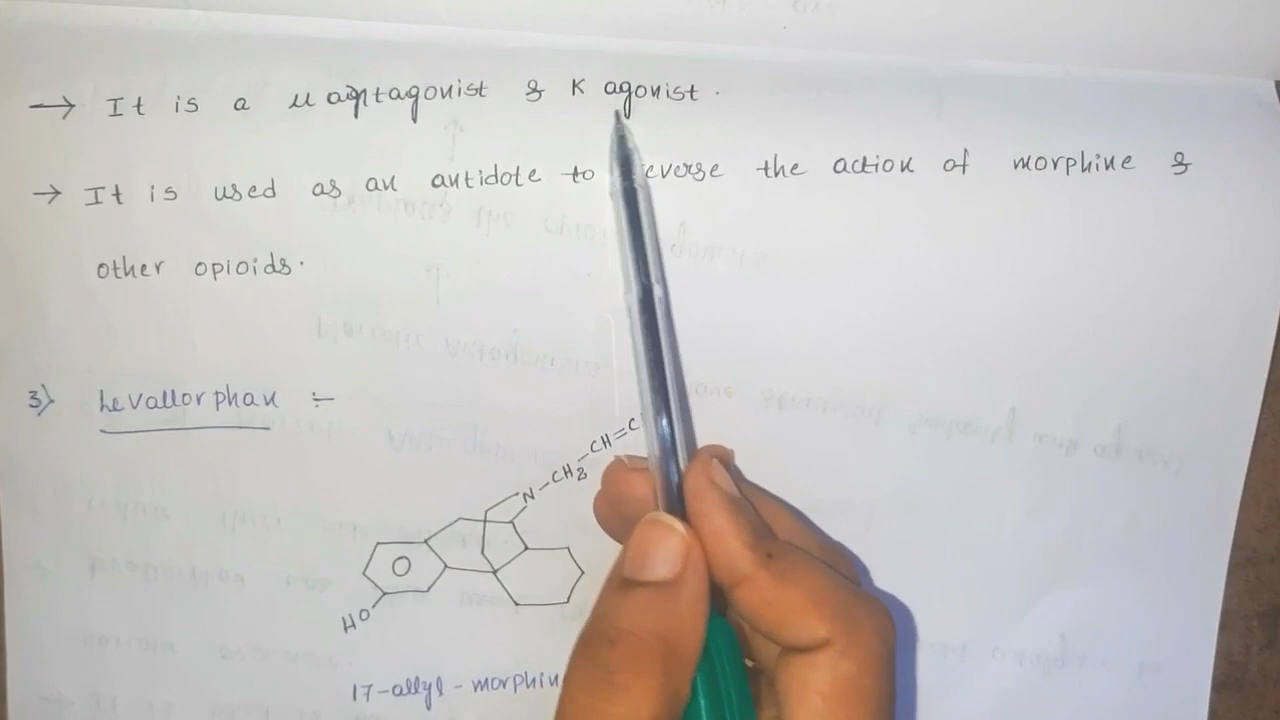 → It is a μ antagonist & K agonist.
→ It is used as an antidote to reverse the action of morphine &
other opioids.
3) Levallorphan :-
N-CH2-CH=C
HO
17-allyl-morphin